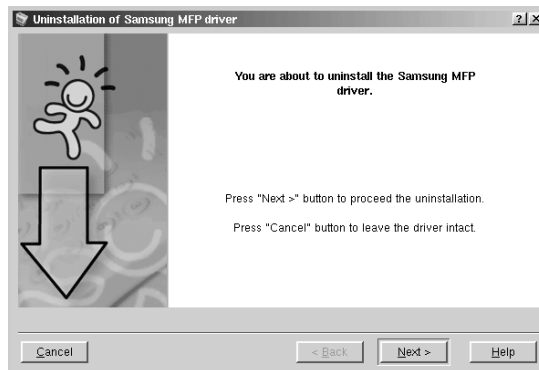 Uninstallation of Samsung MFP driver
You are about to uninstall the Samsung MFP
driver.
Press "Next >" button to proceed the uninstallation.
Press "Cancel" button to leave the driver intact.
Cancel
< Back
Next >
Help